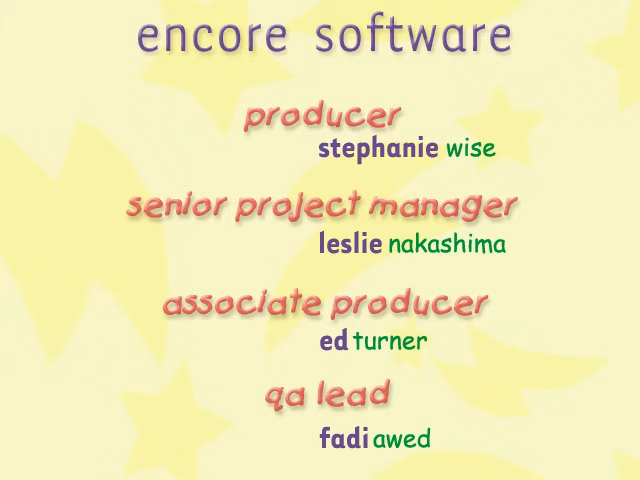 encore software
producer
stephanie wise
senior project manager
leslie nakashima
associate producer
ed turner
qa lead
fadi awed